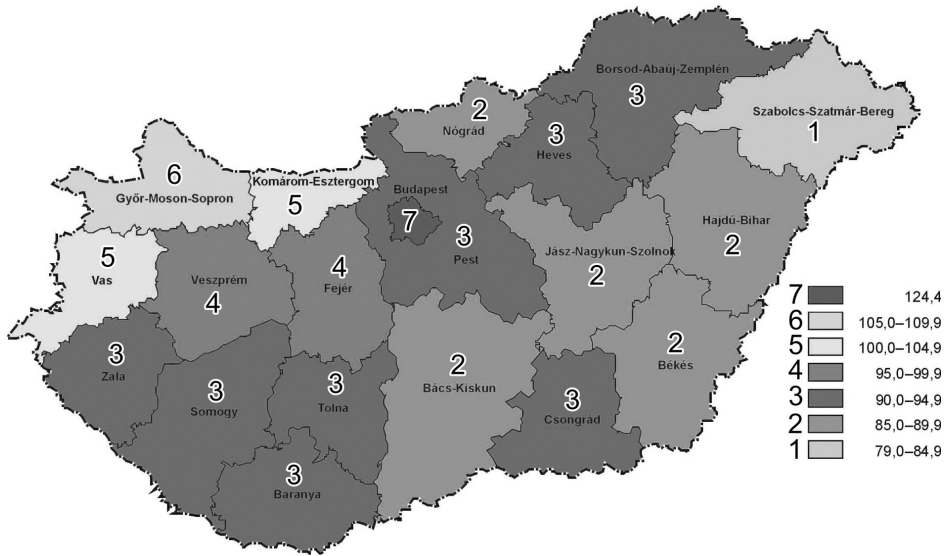 Borsod-Abaúj-Zemplén
3
Szabolcs-Szatmár-Bereg
1
2
Nógrád
3
Heves
6
Győr-Moson-Sopron
Komárom-Esztergom
5
Budapest
7
3
Pest
Hajdú-Bihar
2
Jász-Nagykun-Szolnok
2
5
Vas
Veszprém
4
4
Fejér
3
Zala
3
Somogy
3
Tolna
2
Bács-Kiskun
3
Csongrád
2
Békés
3
Baranya
7 124,4
6 105,0–109,9
5 100,0–104,9
4 95,0–99,9
3 90,0–94,9
2 85,0–89,9
1 79,0–84,9